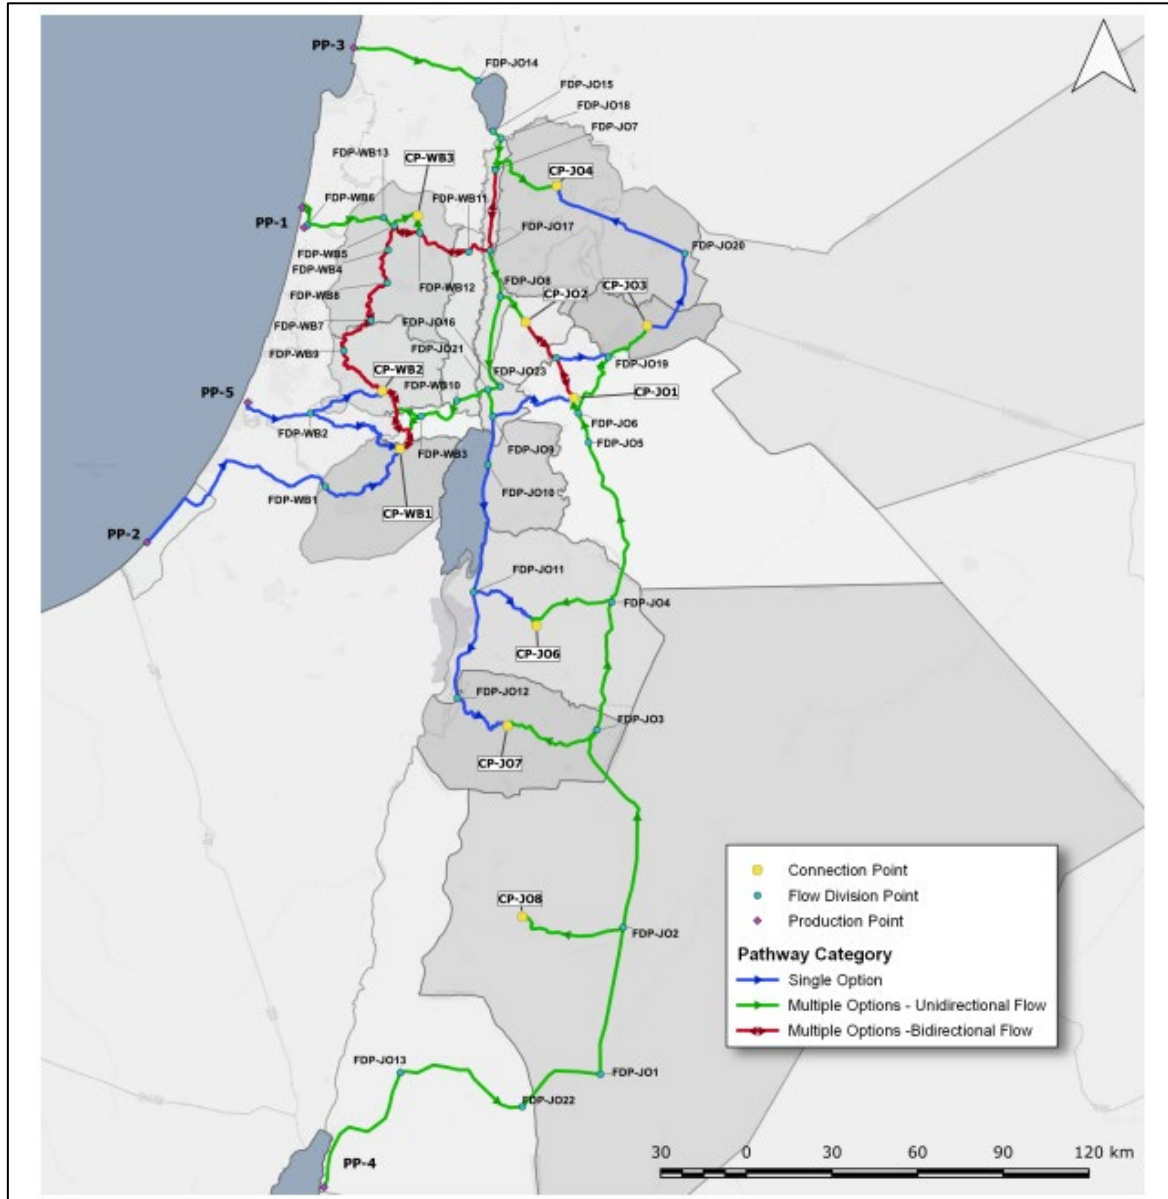 PP-3
FDP-JO14
FDP-JO15
FDP-JO18
FDP-JO7
FDP-WB13
CP-WB3
CP-JO4
FDP-WB6
FDP-WB11
PP-1
FDP-JO17
FDP-JO20
FDP-WB5
FDP-WB4
FDP-WB8
FDP-WB12
FDP-JO8
CP-JO3
CP-JO2
FDP-WB7
FDP-JO16
FDP-WB9
FDP-JO21
FDP-JO19
CP-WB2
FDP-JO23
PP-5
FDP-WB10
CP-JO1
FDP-WB2
FDP-JO6
FDP-JO5
FDP-WB3
FDP-JO9
FDP-WB1
FDP-JO10
CP-WB1
PP-2
FDP-JO11
FDP-JO4
CP-JO6
FDP-JO12
FDP-JO3
CP-JO7
CP-JO8
FDP-JO2
Connection Point
Flow Division Point
Production Point
Pathway Category
Single Option
Multiple Options - Unidirectional Flow
Multiple Options -Bidirectional Flow
FDP-JO13
FDP-JO1
FDP-JO22
PP-4
30 0 30 60 90 120 km